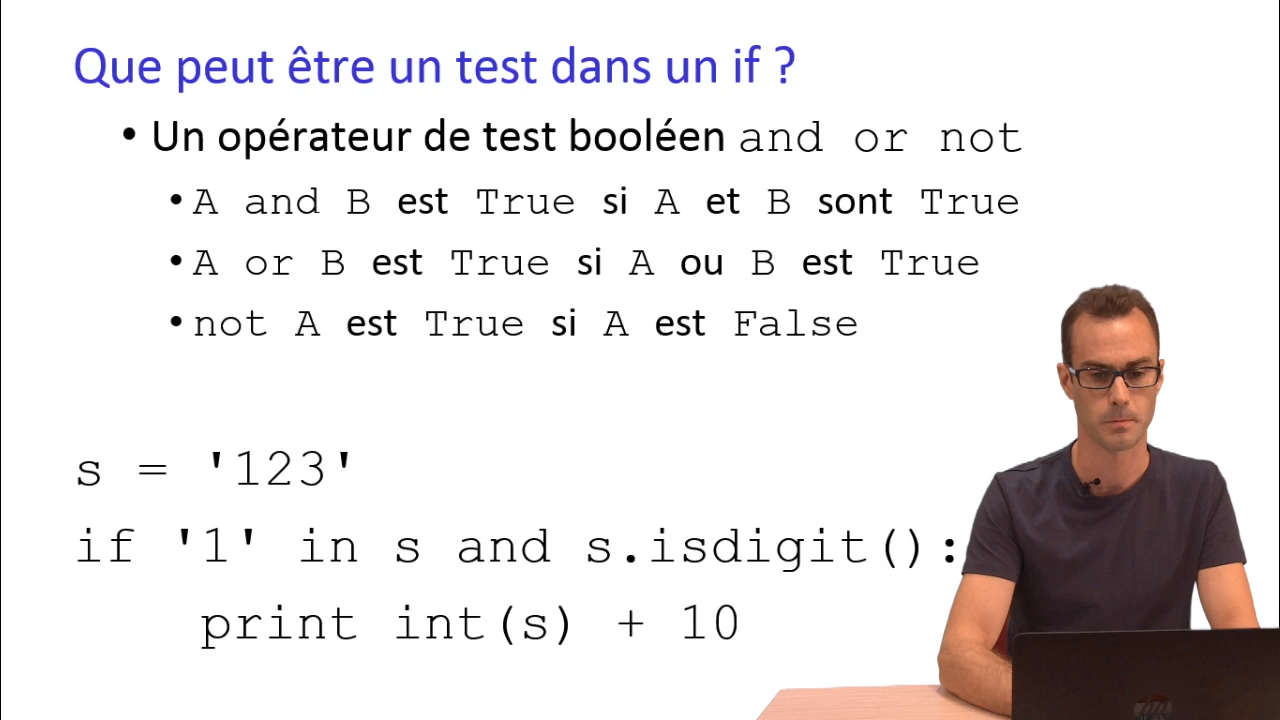 Que peut être un test dans un if ?
• Un opérateur de test booléen and or not
• A and B est True si A et B sont True
• A or B est True si A ou B est True
• not A est True si A est False
s = '123'
if '1' in s and s.isdigit():
    print int(s) + 10